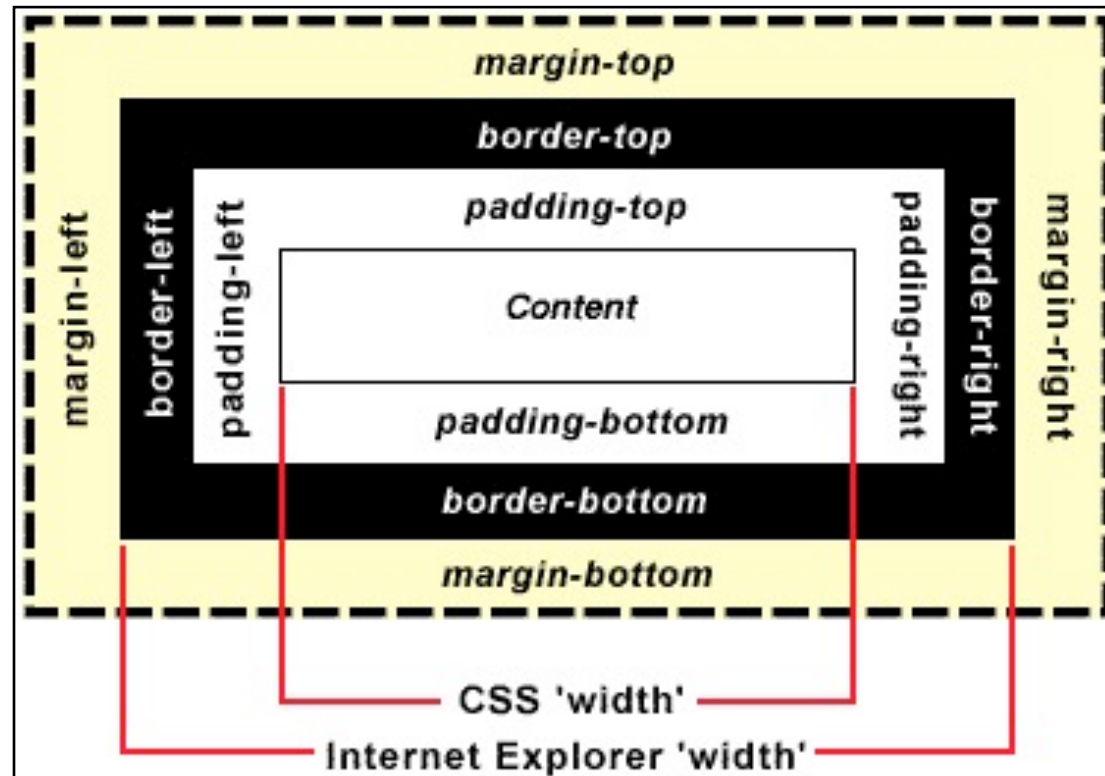 margin-top
border-top
padding-top
margin-left
border-left
padding-left
Content
padding-right
border-right
margin-right
padding-bottom
border-bottom
margin-bottom
CSS 'width'
Internet Explorer 'width'